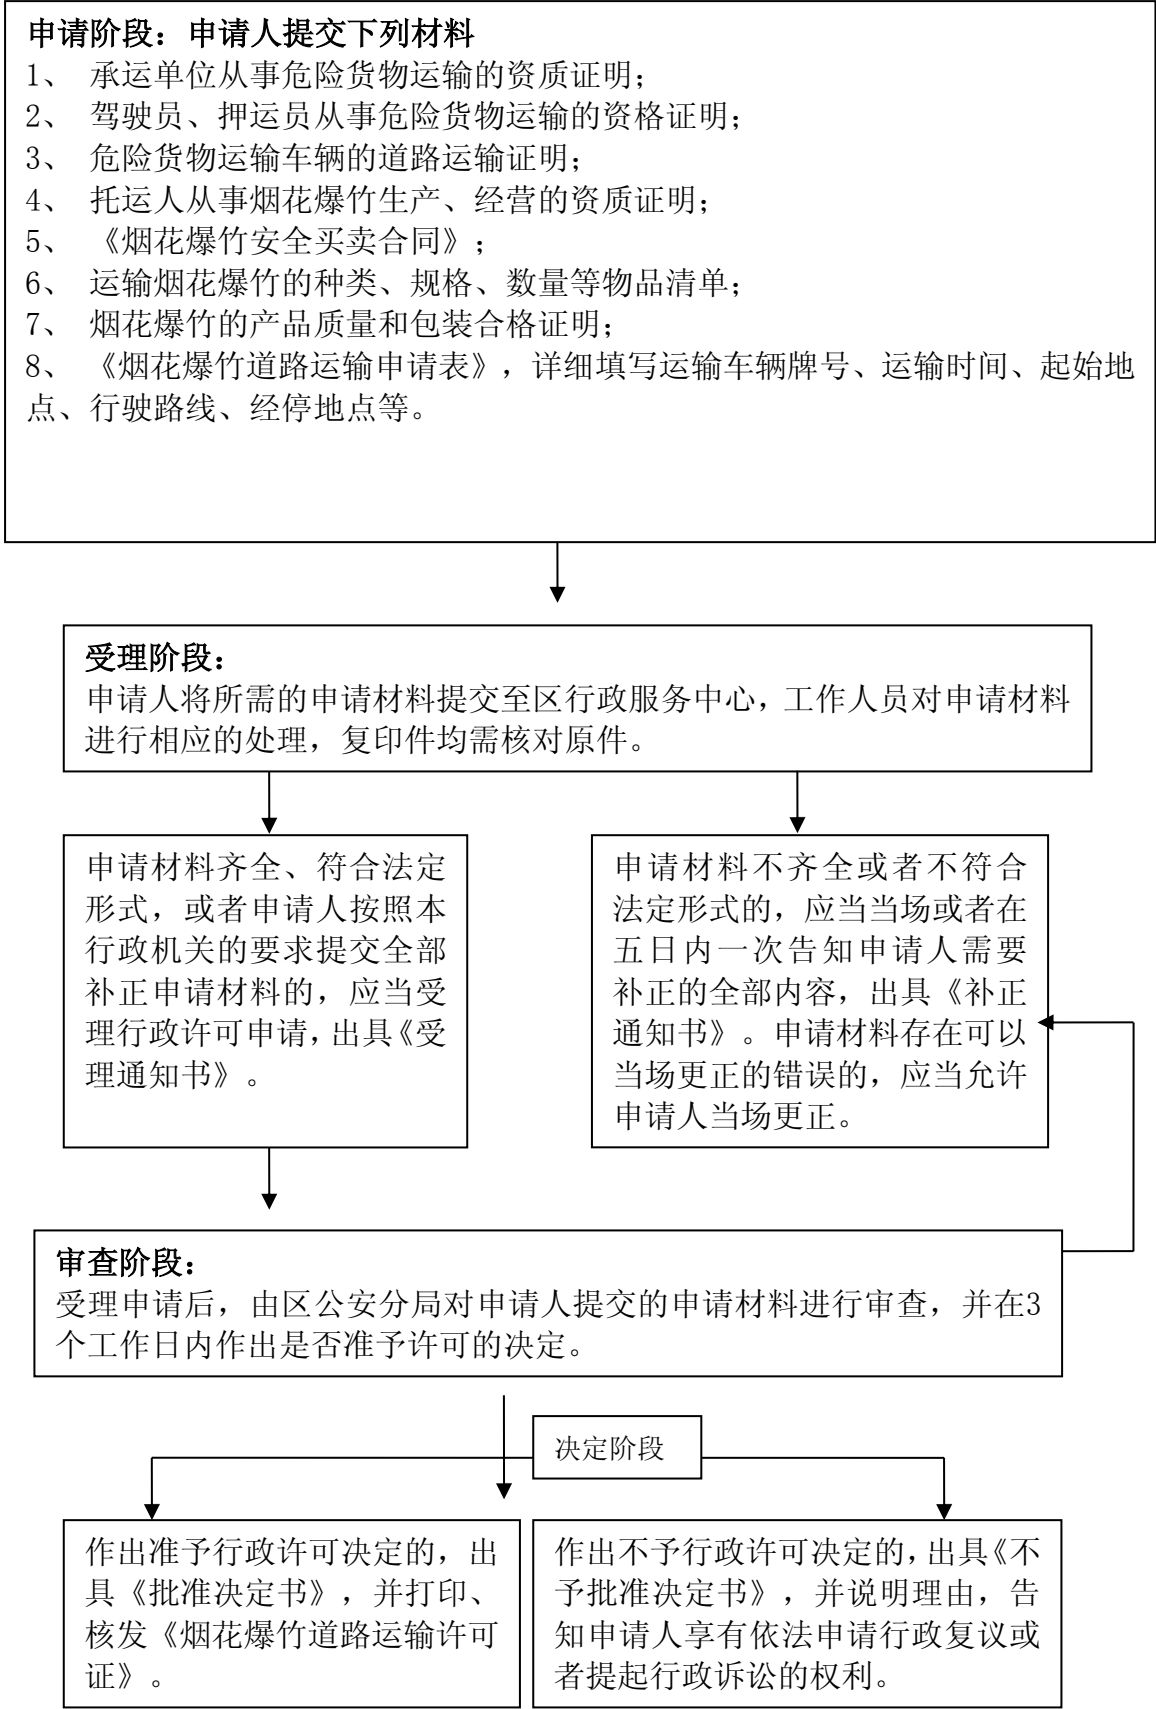 申请阶段：申请人提交下列材料
1、 承运单位从事危险货物运输的资质证明；
2、 驾驶员、押运员从事危险货物运输的资格证明；
3、 危险货物运输车辆的道路运输证明；
4、 托运人从事烟花爆竹生产、经营的资质证明；
5、 《烟花爆竹安全买卖合同》；
6、 运输烟花爆竹的种类、规格、数量等物品清单；
7、 烟花爆竹的产品质量和包装合格证明；
8、 《烟花爆竹道路运输申请表》，详细填写运输车辆牌号、运输时间、起始地
点、行驶路线、经停地点等。
受理阶段：
申请人将所需的申请材料提交至区行政服务中心，工作人员对申请材料
进行相应的处理，复印件均需核对原件。
申请材料齐全、符合法定
形式，或者申请人按照本
行政机关的要求提交全部
补正申请材料的，应当受
理行政许可申请，出具《受
理通知书》。
申请材料不齐全或者不符合
法定形式的，应当当场或者在
五日内一次告知申请人需要
补正的全部内容，出具《补正
通知书》。申请材料存在可以
当场更正的错误的，应当允许
申请人当场更正。
审查阶段：
受理申请后，由区公安分局对申请人提交的申请材料进行审查，并在3
个工作日内作出是否准予许可的决定。
决定阶段
作出准予行政许可决定的，出
具《批准决定书》，并打印、
核发《烟花爆竹道路运输许可
证》。
作出不予行政许可决定的，出具《不
予批准决定书》，并说明理由，告
知申请人享有依法申请行政复议或
者提起行政诉讼的权利。